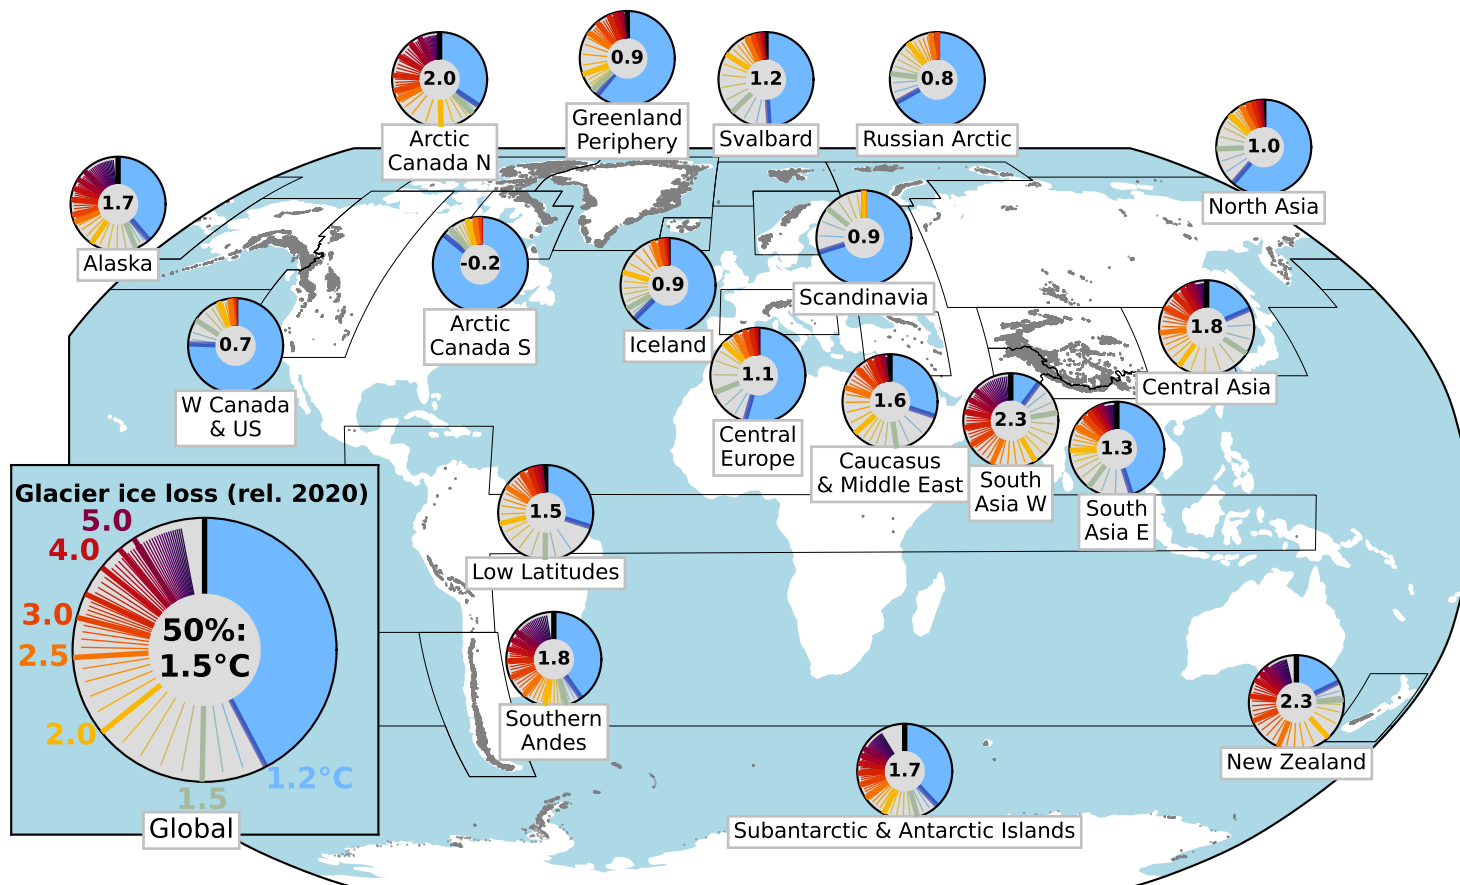 0.9
2.0
1.2
0.8
Greenland
Periphery
Arctic
Canada N
Svalbard
Russian Arctic
1.0
North Asia
1.7
Alaska
-0.2
Arctic
Canada S
0.9
Scandinavia
0.9
Iceland
0.7
W Canada
& US
1.8
Central Asia
1.1
Central
Europe
1.6
Caucasus
& Middle East
2.3
South
Asia W
1.3
South
Asia E
Glacier ice loss (rel. 2020)
5.0
4.0
3.0
2.5
2.0
50%:
1.5°C
1.2°C
1.5
Global
1.5
Low Latitudes
1.8
Southern
Andes
2.3
New Zealand
1.7
Subantarctic & Antarctic Islands